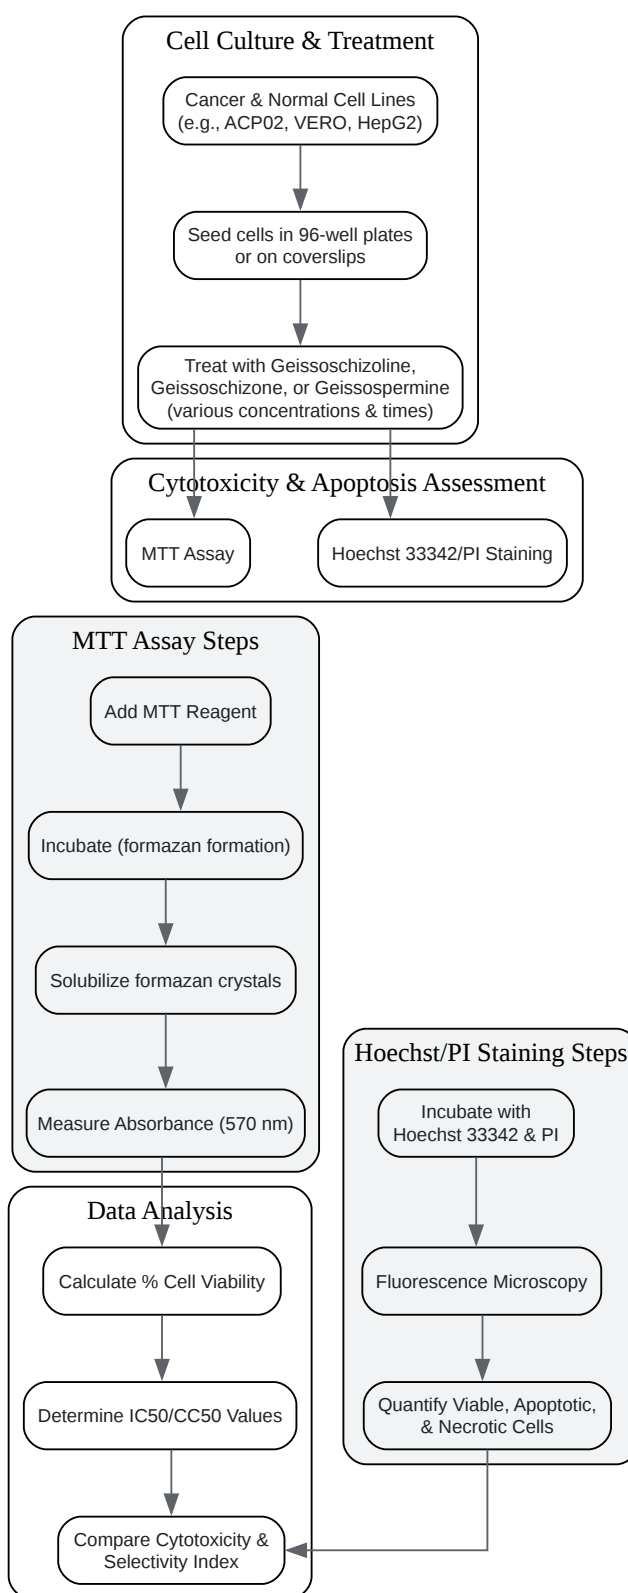 Cell Culture & Treatment
Cancer & Normal Cell Lines
(e.g., ACP02, VERO, HepG2)
Seed cells in 96-well plates
or on coverslips
Treat with Geissoschizoline,
Geissoschizone, or Geissospermine
(various concentrations & times)
Cytotoxicity & Apoptosis Assessment
MTT Assay
Hoechst 33342/PI Staining
MTT Assay Steps
Add MTT Reagent
Incubate (formazan formation)
Solubilize formazan crystals
Measure Absorbance (570 nm)
Hoechst/PI Staining Steps
Incubate with
Hoechst 33342 & PI
Fluorescence Microscopy
Quantify Viable, Apoptotic,
& Necrotic Cells
Data Analysis
Calculate % Cell Viability
Determine IC50/CC50 Values
Compare Cytotoxicity &
Selectivity Index